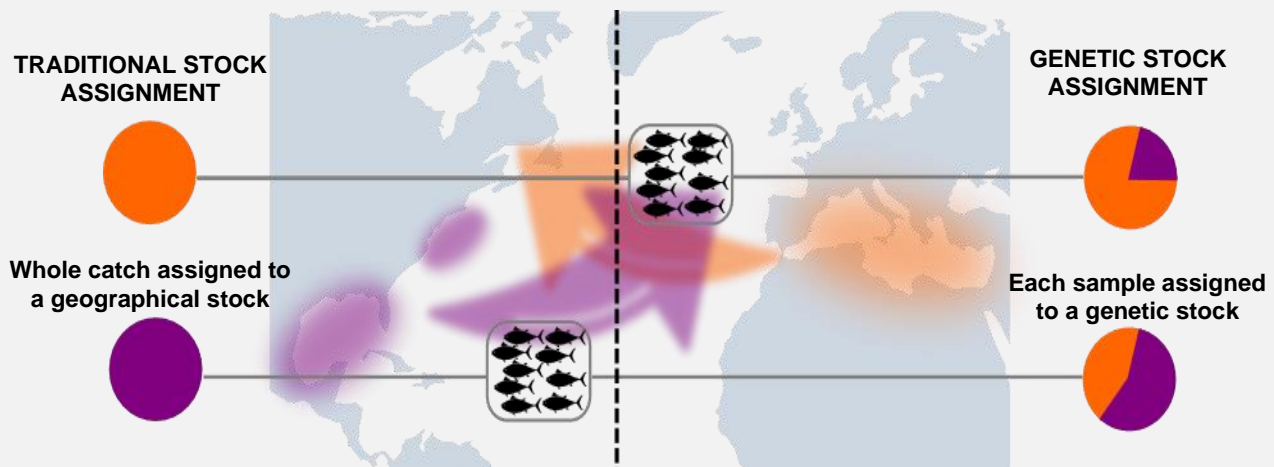 TRADITIONAL STOCK
ASSIGNMENT
Whole catch assigned to
a geographical stock
GENETIC STOCK
ASSIGNMENT
Each sample assigned
to a genetic stock